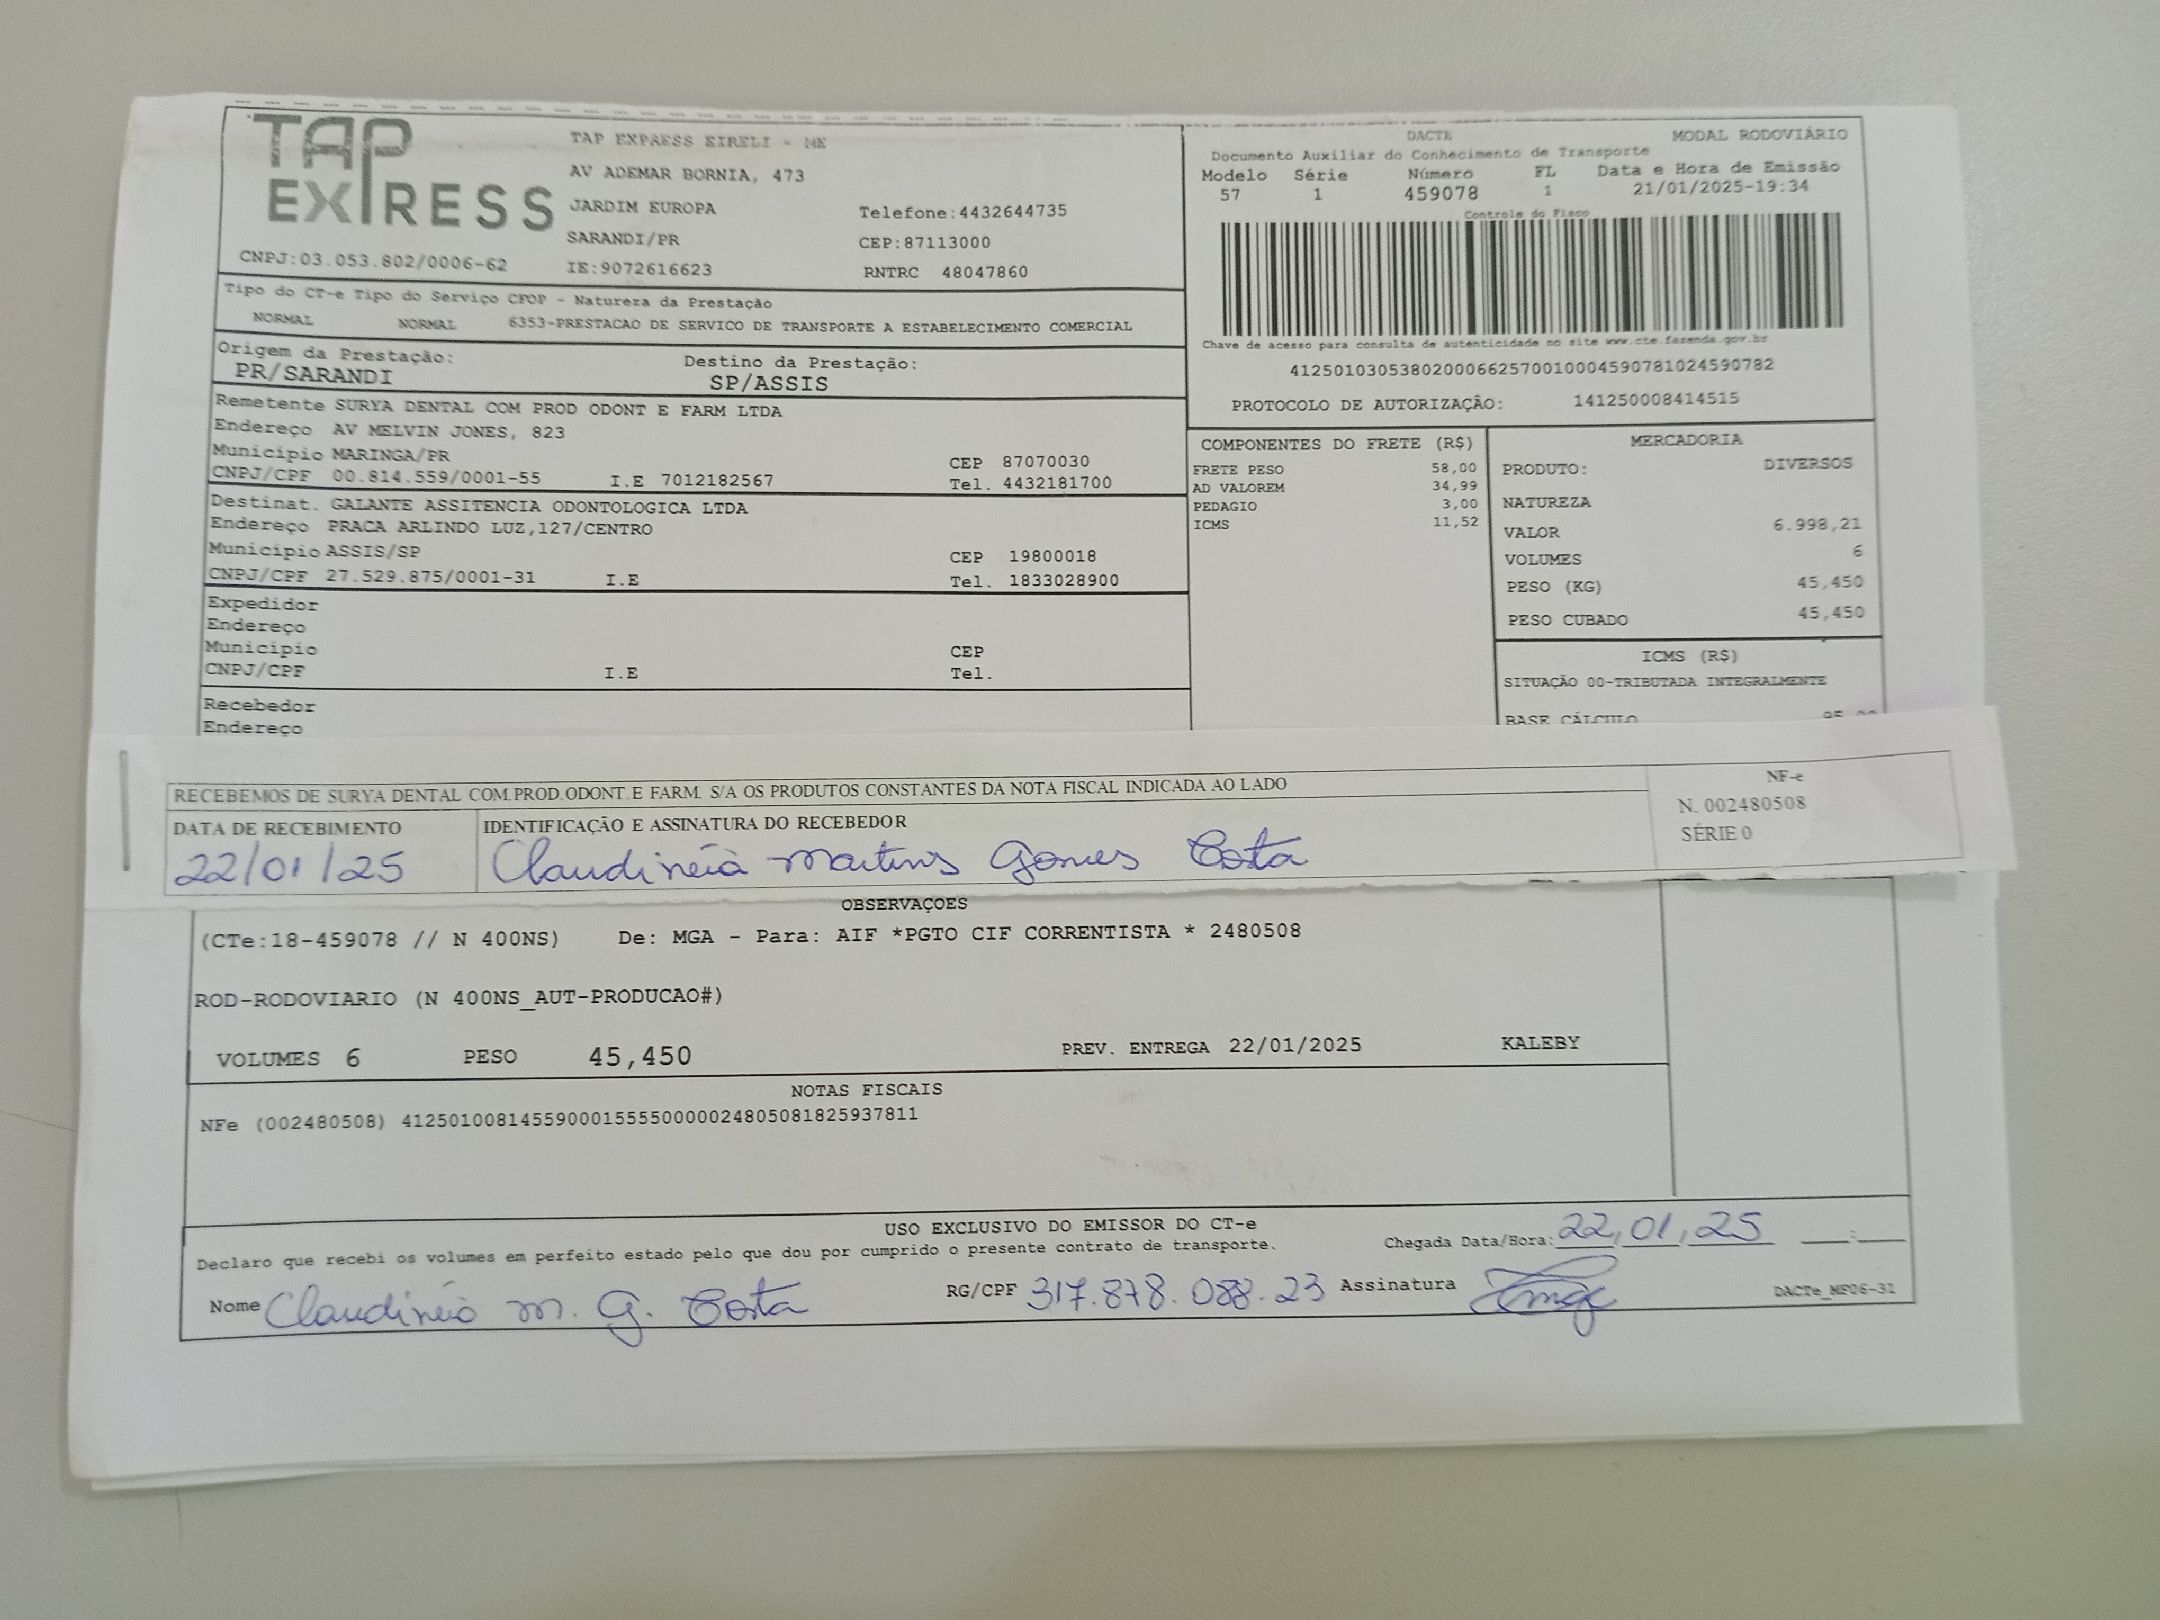 TAP
EXPRESS
TAP EXPRESS EIRELI - ME
AV ADEMAR BORNIA, 473
JARDIM EUROPA Telefone:4432644735
SARANDI/PR CEP:87113000
CNPJ:03.053.802/0006-62 IE:9072616623 RNTRC 48047860
DACTE MODAL RODOVIÁRIO
Documento Auxiliar do Conhecimento de Transporte
Modelo Série Número FL Data e Hora de Emissão
57 1 459078 1 21/01/2025-19:34
Controle do Fisco
Chave de acesso para consulta de autenticidade no site www.cte.fazenda.gov.br
41250103053802000662570010004590781024590782
PROTOCOLO DE AUTORIZAÇÃO: 141250008414515
Tipo do CT-e Tipo do Serviço CFOP - Natureza da Prestação
NORMAL NORMAL 6353-PRESTACAO DE SERVICO DE TRANSPORTE A ESTABELECIMENTO COMERCIAL
Origem da Prestação: Destino da Prestação:
PR/SARANDI SP/ASSIS
Remetente SURYA DENTAL COM PROD ODONT E FARM LTDA
Endereço AV MELVIN JONES, 823
Município MARINGA/PR CEP 87070030
CNPJ/CPF 00.814.559/0001-55 I.E 7012182567 Tel. 4432181700
Destinat. GALANTE ASSITENCIA ODONTOLOGICA LTDA
Endereço PRACA ARLINDO LUZ,127/CENTRO
Município ASSIS/SP CEP 19800018
CNPJ/CPF 27.529.875/0001-31 I.E Tel. 1833028900
Expedidor
Endereço
Município CEP
CNPJ/CPF I.E Tel.
Recebedor
Endereço
COMPONENTES DO FRETE (R$)
FRETE PESO 58,00
AD VALOREM 34,99
PEDAGIO 3,00
ICMS 11,52
MERCADORIA
PRODUTO: DIVERSOS
NATUREZA
VALOR 6.998,21
VOLUMES 6
PESO (KG) 45,450
PESO CUBADO 45,450
ICMS (R$)
SITUAÇÃO 00-TRIBUTADA INTEGRALMENTE
BASE CÁLCULO
RECEBEMOS DE SURYA DENTAL COM.PROD.ODONT.E FARM. S/A OS PRODUTOS CONSTANTES DA NOTA FISCAL INDICADA AO LADO
DATA DE RECEBIMENTO IDENTIFICAÇÃO E ASSINATURA DO RECEBEDOR
22/01/25 Claudineia Martins Gomes Costa
NF-e
N. 002480508
SÉRIE 0
OBSERVAÇOES
(CTe:18-459078 // N 400NS) De: MGA - Para: AIF *PGTO CIF CORRENTISTA * 2480508
ROD-RODOVIARIO (N 400NS_AUT-PRODUCAO#)
VOLUMES 6 PESO 45,450 PREV. ENTREGA 22/01/2025 KALEBY
NOTAS FISCAIS
NFe (002480508) 41250100814559000155550000024805081825937811
USO EXCLUSIVO DO EMISSOR DO CT-e
Declaro que recebi os volumes em perfeito estado pelo que dou por cumprido o presente contrato de transporte. Chegada Data/Hora: 22,01,25 __:__
Nome Claudineia M. G. Costa RG/CPF 317.878.088.23 Assinatura DACTe_MF06-31